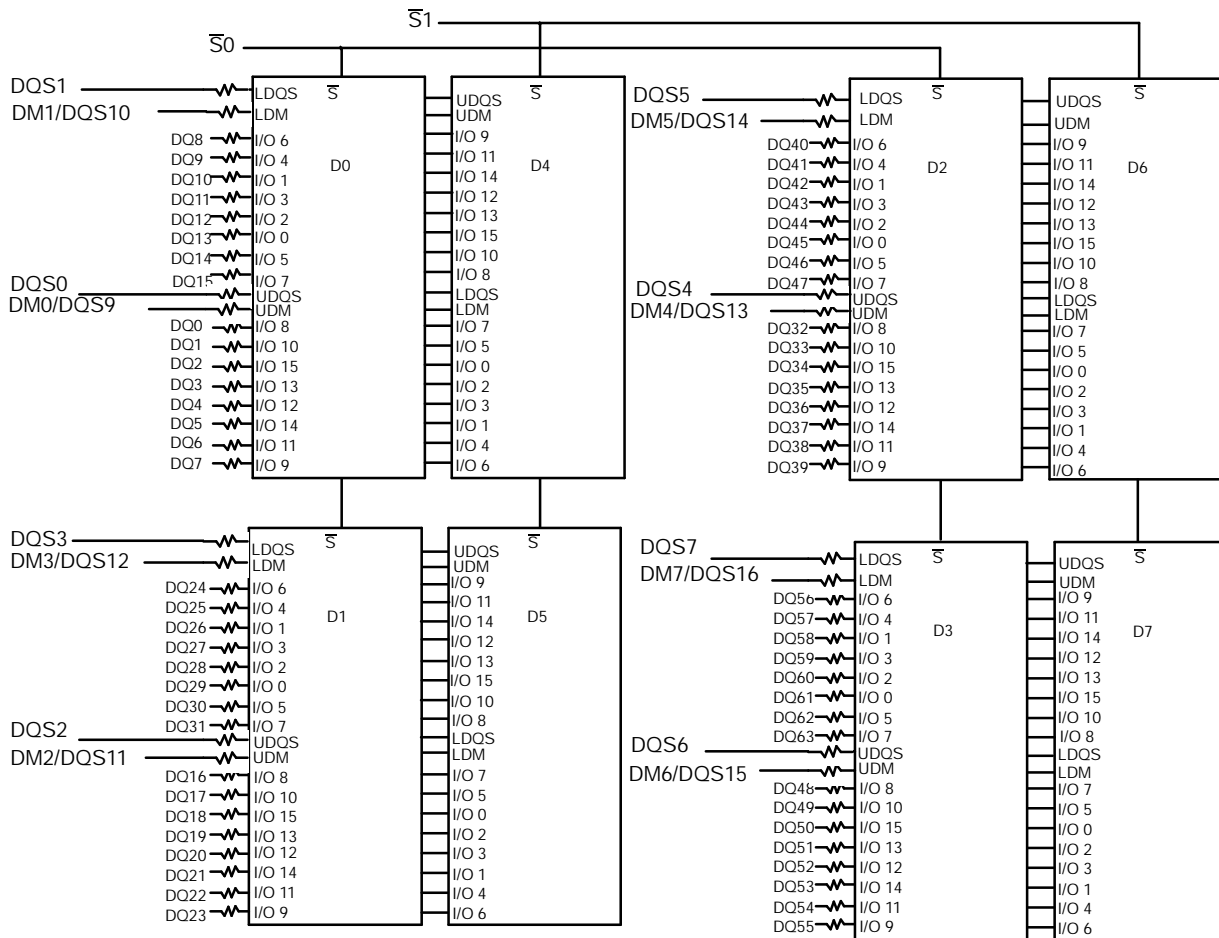 S̅1
S̅0
DQS1
DM1/DQS10
DQ8
DQ9
DQ10
DQ11
DQ12
DQ13
DQ14
DQ15
DQS0
DM0/DQS9
DQ0
DQ1
DQ2
DQ3
DQ4
DQ5
DQ6
DQ7
S̅
LDQS
LDM
I/O 6
I/O 4
I/O 1
I/O 3
I/O 2
I/O 0
I/O 5
I/O 7
UDQS
UDM
I/O 8
I/O 10
I/O 15
I/O 13
I/O 12
I/O 14
I/O 11
I/O 9
D0
S̅
UDQS
UDM
I/O 9
I/O 11
I/O 14
I/O 12
I/O 13
I/O 15
I/O 10
I/O 8
LDQS
LDM
I/O 7
I/O 5
I/O 0
I/O 2
I/O 3
I/O 1
I/O 4
I/O 6
D4
DQS5
DM5/DQS14
DQ40
DQ41
DQ42
DQ43
DQ44
DQ45
DQ46
DQ47
DQS4
DM4/DQS13
DQ32
DQ33
DQ34
DQ35
DQ36
DQ37
DQ38
DQ39
S̅
LDQS
LDM
I/O 6
I/O 4
I/O 1
I/O 3
I/O 2
I/O 0
I/O 5
I/O 7
UDQS
UDM
I/O 8
I/O 10
I/O 15
I/O 13
I/O 12
I/O 14
I/O 11
I/O 9
D2
S̅
UDQS
UDM
I/O 9
I/O 11
I/O 14
I/O 12
I/O 13
I/O 15
I/O 10
I/O 8
LDQS
LDM
I/O 7
I/O 5
I/O 0
I/O 2
I/O 3
I/O 1
I/O 4
I/O 6
D6
DQS3
DM3/DQS12
DQ24
DQ25
DQ26
DQ27
DQ28
DQ29
DQ30
DQ31
DQS2
DM2/DQS11
DQ16
DQ17
DQ18
DQ19
DQ20
DQ21
DQ22
DQ23
S̅
LDQS
LDM
I/O 6
I/O 4
I/O 1
I/O 3
I/O 2
I/O 0
I/O 5
I/O 7
UDQS
UDM
I/O 8
I/O 10
I/O 15
I/O 13
I/O 12
I/O 14
I/O 11
I/O 9
D1
S̅
UDQS
UDM
I/O 9
I/O 11
I/O 14
I/O 12
I/O 13
I/O 15
I/O 10
I/O 8
LDQS
LDM
I/O 7
I/O 5
I/O 0
I/O 2
I/O 3
I/O 1
I/O 4
I/O 6
D5
DQS7
DM7/DQS16
DQ56
DQ57
DQ58
DQ59
DQ60
DQ61
DQ62
DQ63
DQS6
DM6/DQS15
DQ48
DQ49
DQ50
DQ51
DQ52
DQ53
DQ54
DQ55
S̅
LDQS
LDM
I/O 6
I/O 4
I/O 1
I/O 3
I/O 2
I/O 0
I/O 5
I/O 7
UDQS
UDM
I/O 8
I/O 10
I/O 15
I/O 13
I/O 12
I/O 14
I/O 11
I/O 9
D3
S̅
UDQS
UDM
I/O 9
I/O 11
I/O 14
I/O 12
I/O 13
I/O 15
I/O 10
I/O 8
LDQS
LDM
I/O 7
I/O 5
I/O 0
I/O 2
I/O 3
I/O 1
I/O 4
I/O 6
D7